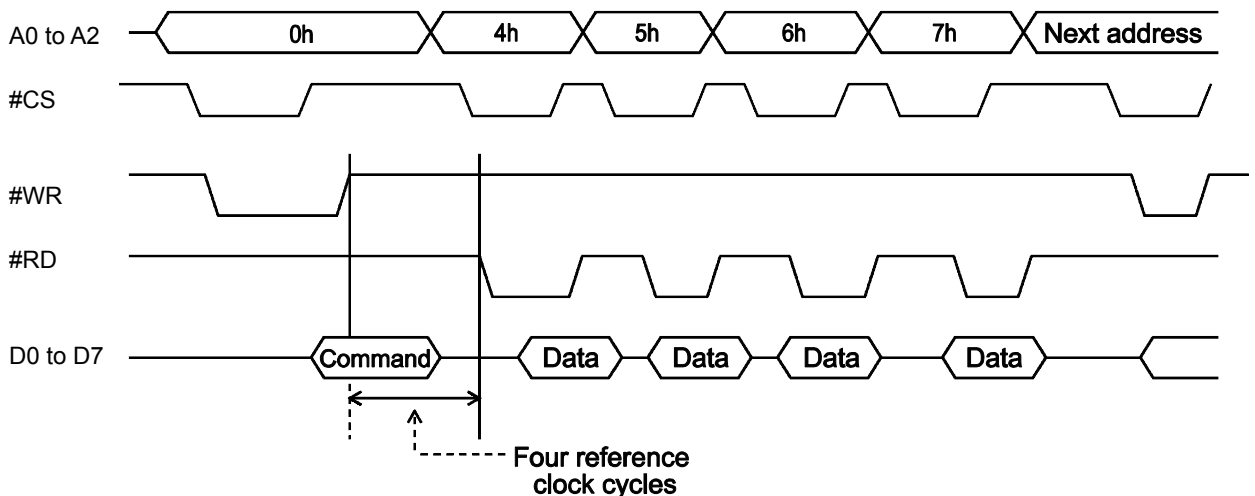 A0 to A2
0h
4h
5h
6h
7h
Next address
#CS
#WR
#RD
D0 to D7
Command
Data
Data
Data
Data
Four reference
clock cycles